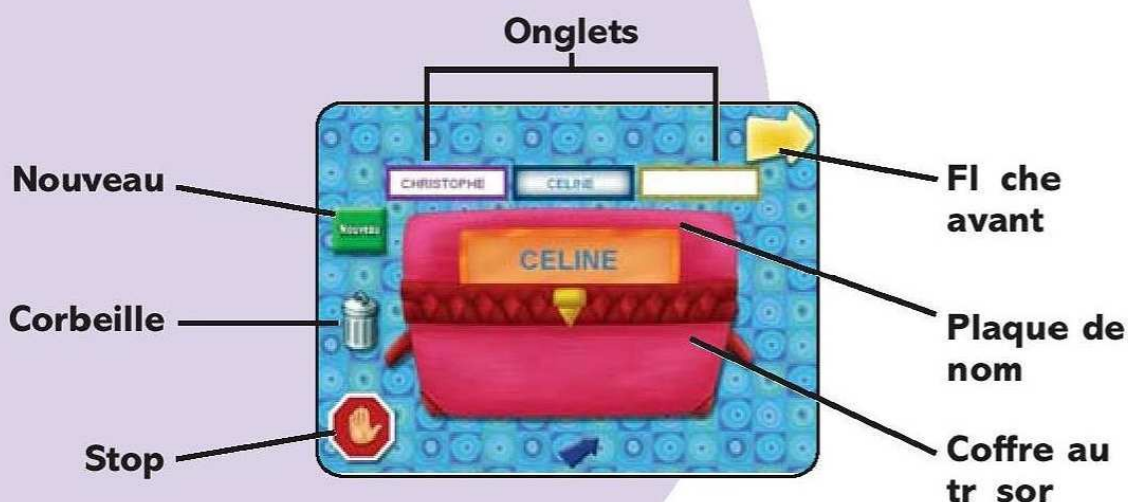 Onglets
Nouveau
CHRISTOPHE
CELINE
Fl che
avant
Nouveau
CELINE
Corbeille
Plaque de
nom
Stop
Coffre au
tr sor